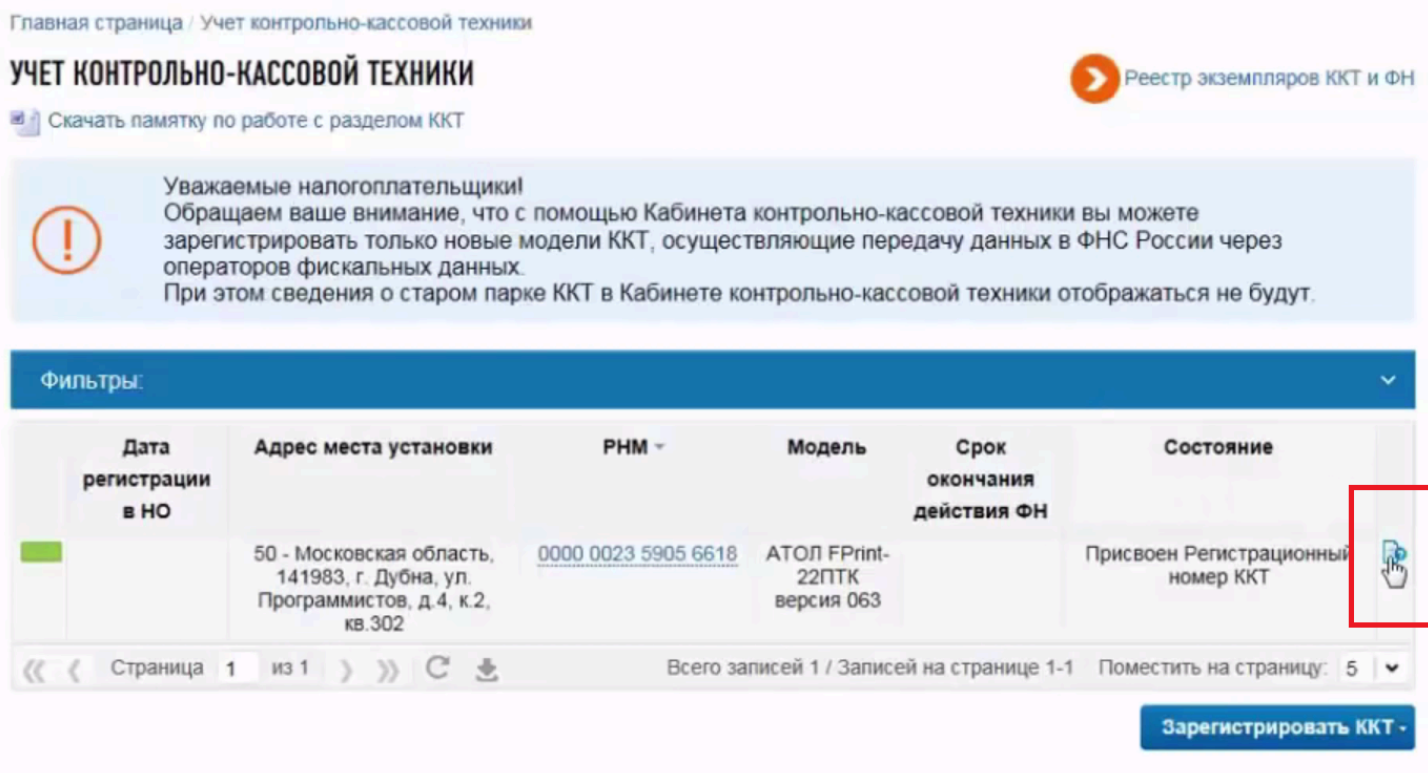 Главная страница / Учет контрольно-кассовой техники
УЧЕТ КОНТРОЛЬНО-КАССОВОЙ ТЕХНИКИ
Реестр экземпляров ККТ и ФН
Скачать памятку по работе с разделом ККТ
Уважаемые налогоплательщики!
Обращаем ваше внимание, что с помощью Кабинета контрольно-кассовой техники вы можете
зарегистрировать только новые модели ККТ, осуществляющие передачу данных в ФНС России через
операторов фискальных данных.
При этом сведения о старом парке ККТ в Кабинете контрольно-кассовой техники отображаться не будут.
Фильтры:
Дата
регистрации
в НО
Адрес места установки
РНМ
Модель
Срок
окончания
действия ФН
Состояние
50 - Московская область,
141983, г. Дубна, ул.
Программистов, д.4, к.2,
кв.302
0000 0023 5905 6618
АТОЛ FPrint-
22ПТК
версия 063
Присвоен Регистрационный
номер ККТ
Страница 1 из 1
Всего записей 1 / Записей на странице 1-1 Поместить на страницу: 5
Зарегистрировать ККТ